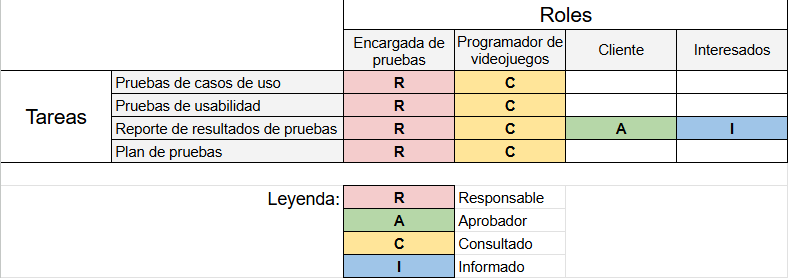 Roles
Encargada de pruebas Programador de videojuegos Cliente Interesados
Tareas
Pruebas de casos de uso R C
Pruebas de usabilidad R C
Reporte de resultados de pruebas R C A I
Plan de pruebas R C
Leyenda: R Responsable
A Aprobador
C Consultado
I Informado